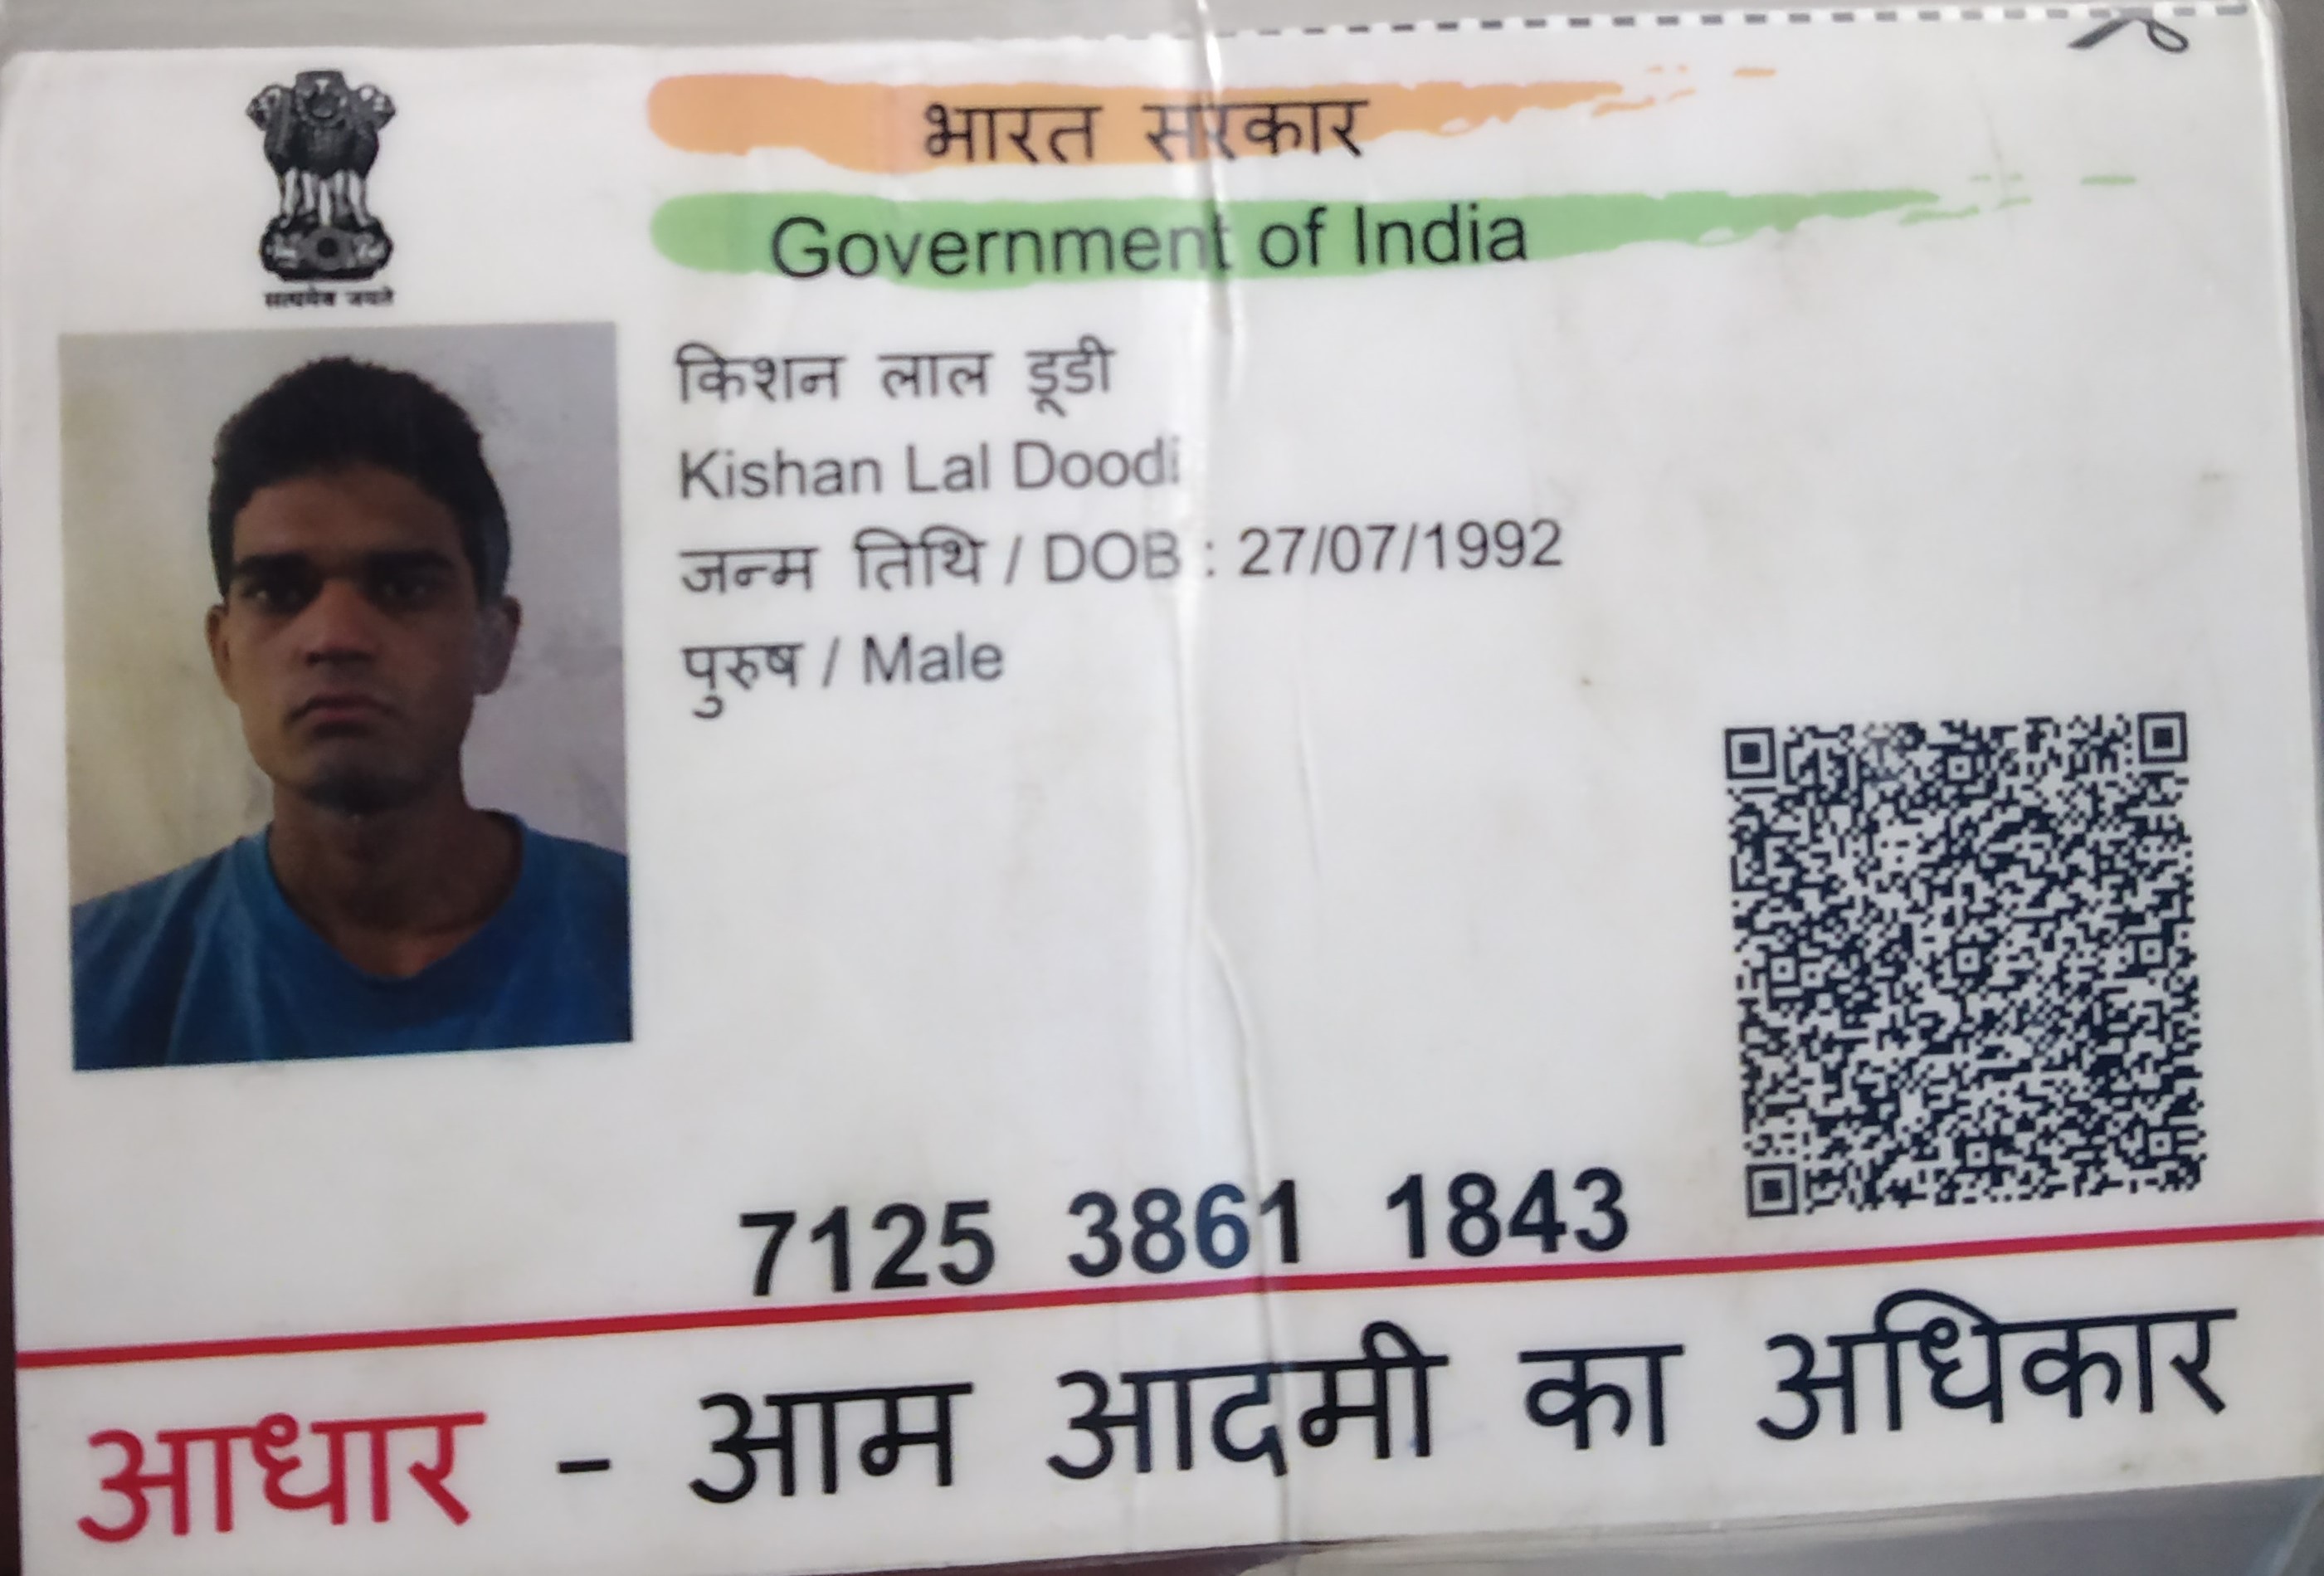 भारत सरकार
Government of India
सत्यमेव जयते
किशन लाल डूडी
Kishan Lal Doodi
जन्म तिथि / DOB : 27/07/1992
पुरुष / Male
7125 3861 1843
आधार - आम आदमी का अधिकार